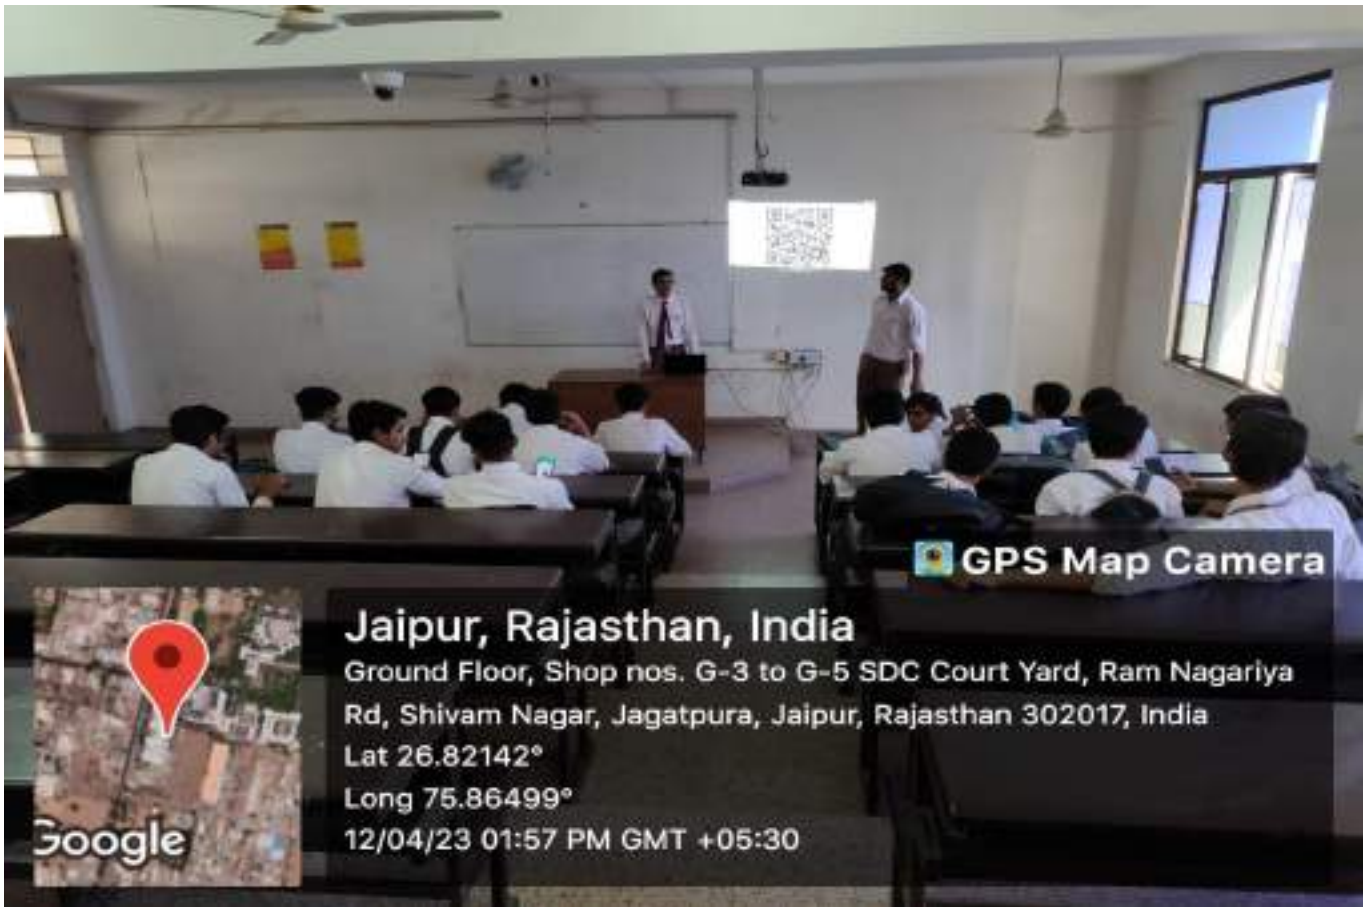 GPS Map Camera
Jaipur, Rajasthan, India
Ground Floor, Shop nos. G-3 to G-5 SDC Court Yard, Ram Nagariya
Rd, Shivam Nagar, Jagatpura, Jaipur, Rajasthan 302017, India
Lat 26.82142°
Long 75.86499°
12/04/23 01:57 PM GMT +05:30
Google